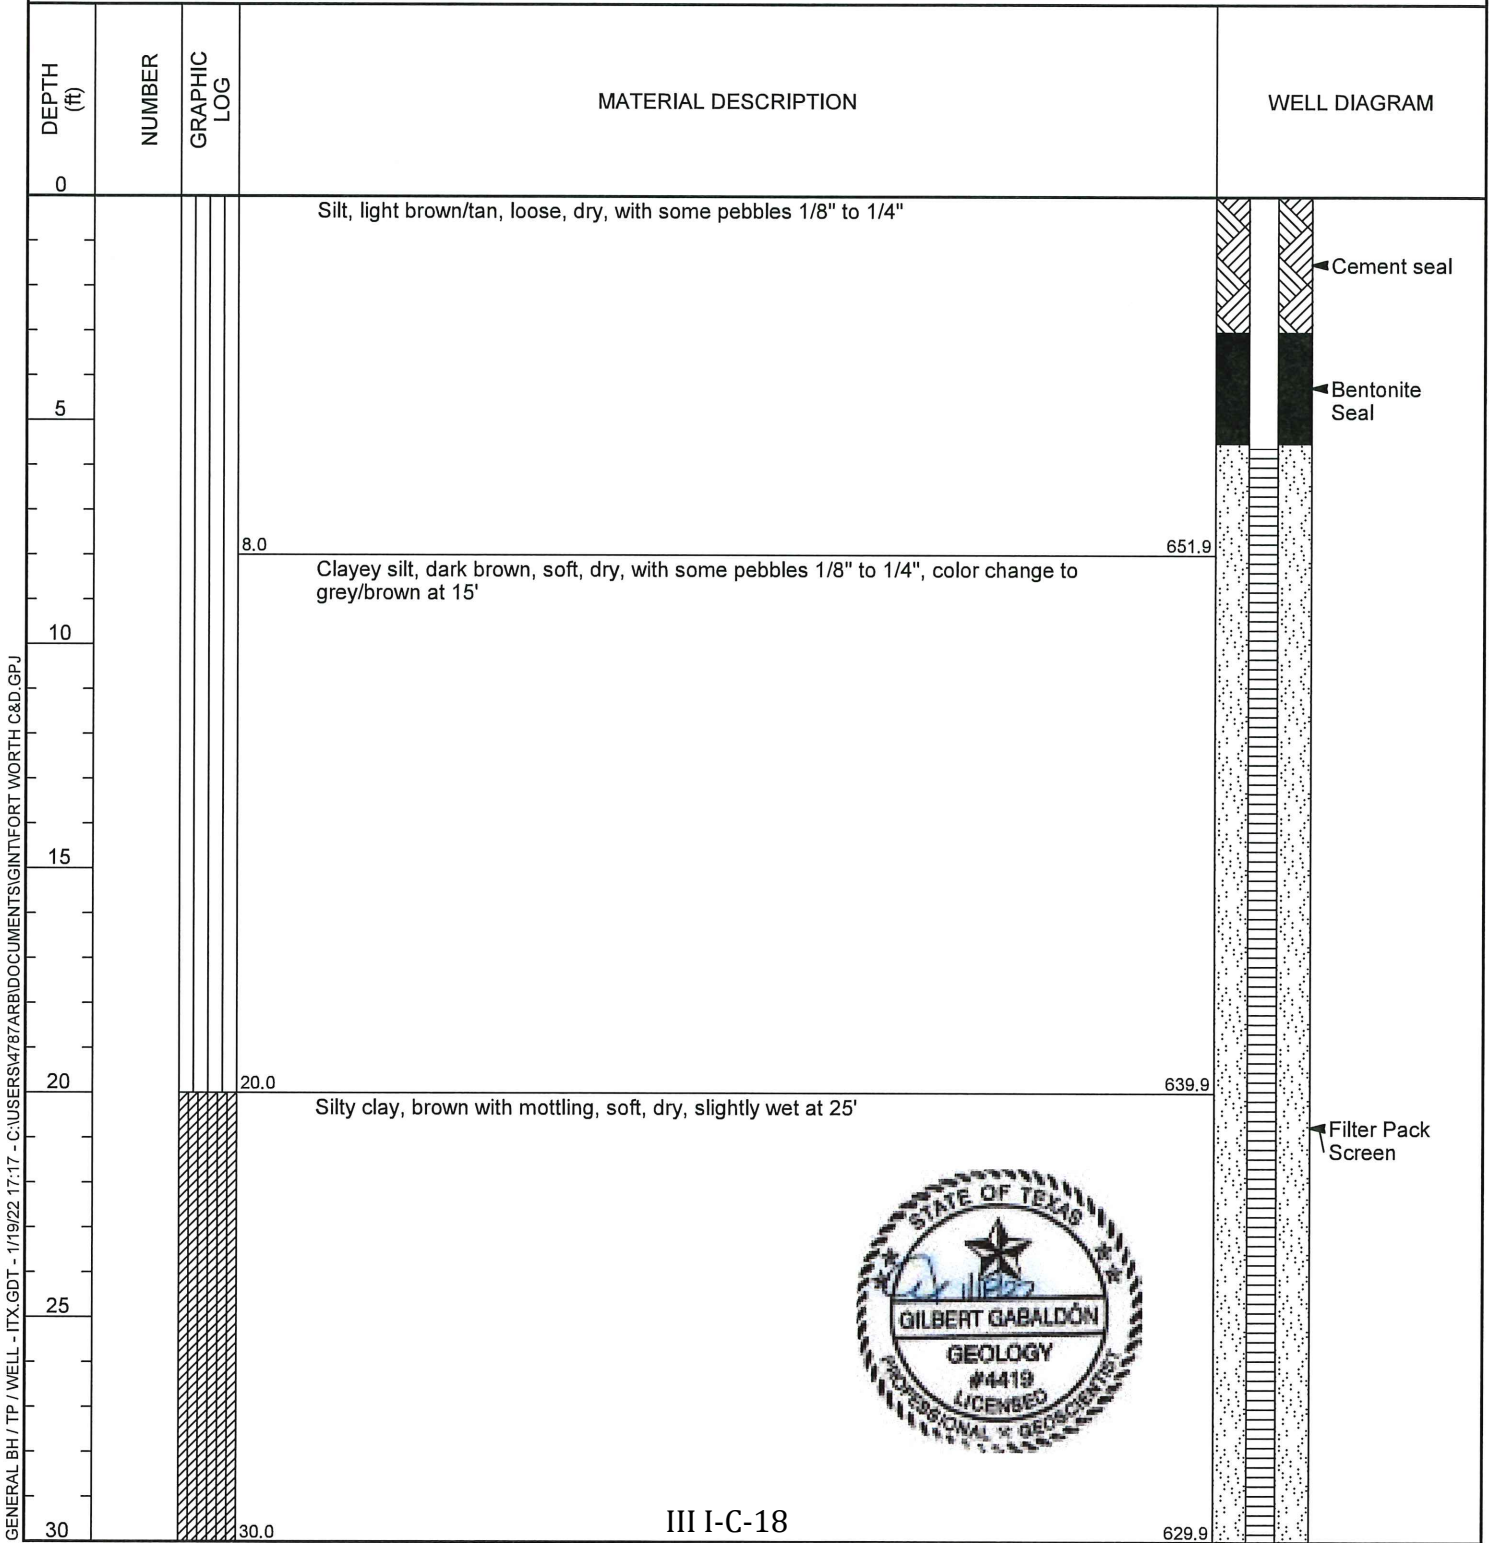 DEPTH
(ft)
NUMBER
GRAPHIC
LOG
MATERIAL DESCRIPTION
WELL DIAGRAM
0
Silt, light brown/tan, loose, dry, with some pebbles 1/8" to 1/4"
Cement seal
Bentonite
Seal
5
8.0
651.9
Clayey silt, dark brown, soft, dry, with some pebbles 1/8" to 1/4", color change to
grey/brown at 15'
10
15
20
20.0
639.9
Silty clay, brown with mottling, soft, dry, slightly wet at 25'
Filter Pack
Screen
STATE OF TEXAS
GILBERT GABALDÓN
GEOLOGY
#4419
LICENSED
PROFESSIONAL GEOSCIENTIST
25
30
30.0
629.9
III I-C-18
GENERAL BH / TP / WELL - ITX.GDT - 1/19/22 17:17 - C:\USERS\4787ARB\DOCUMENTS\GINT\FORT WORTH C&D.GPJ